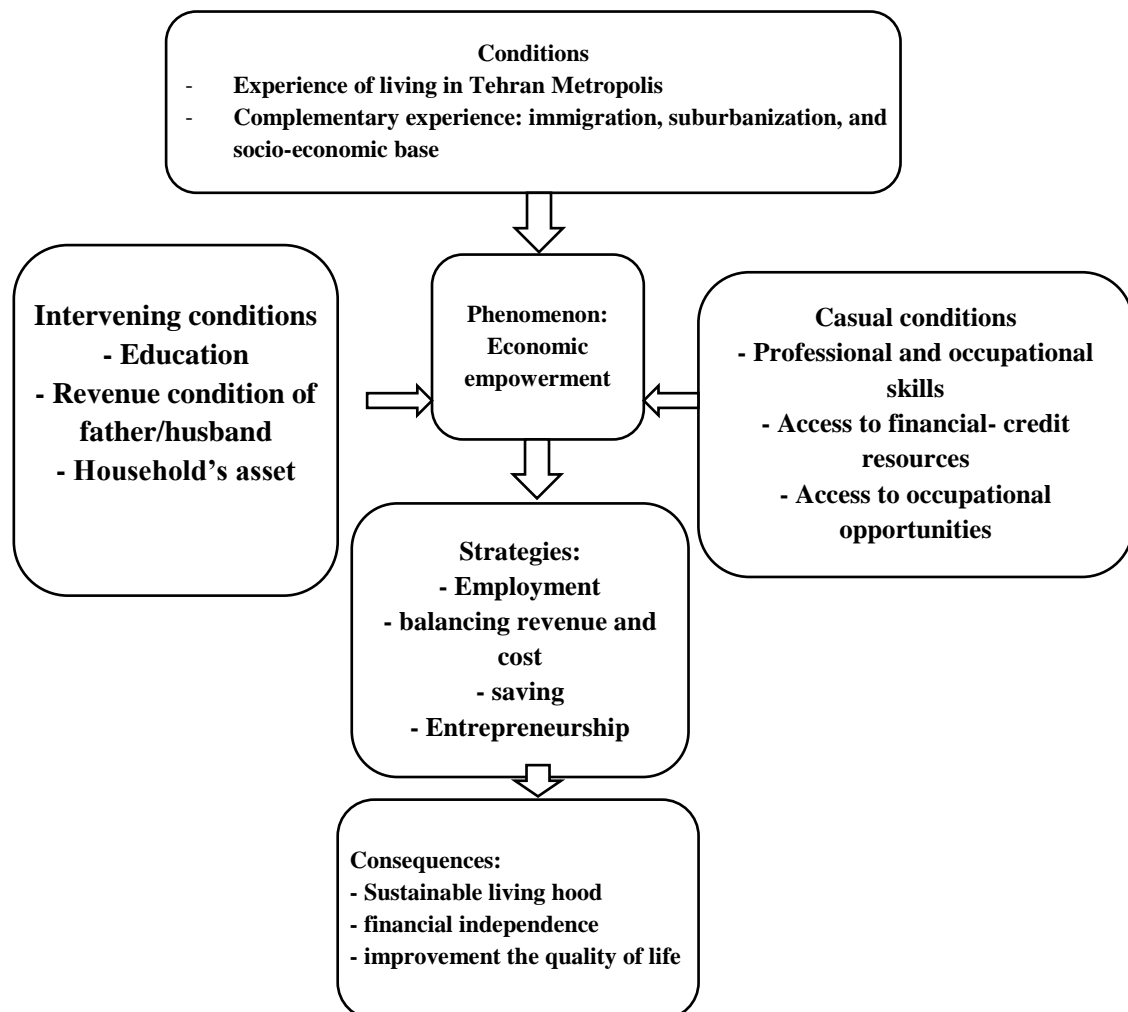 Conditions
- Experience of living in Tehran Metropolis
- Complementary experience: immigration, suburbanization, and
socio-economic base
Intervening conditions
- Education
- Revenue condition of
father/husband
- Household’s asset
Phenomenon:
Economic
empowerment
Casual conditions
- Professional and occupational
skills
- Access to financial- credit
resources
- Access to occupational
opportunities
Strategies:
- Employment
- balancing revenue and
cost
- saving
- Entrepreneurship
Consequences:
- Sustainable living hood
- financial independence
- improvement the quality of life